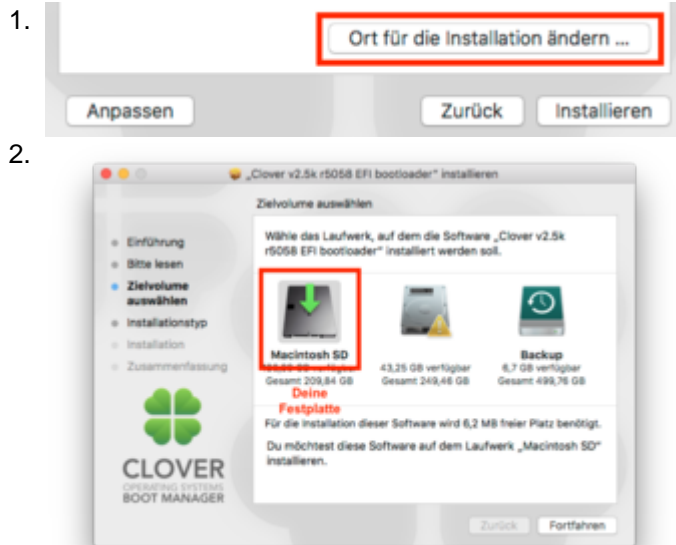 1.
Ort für die Installation ändern ...
Anpassen
Zurück
Installieren
2.
„Clover v2.5k r5058 EFI bootloader“ installieren
Zielvolume auswählen
Einführung
Bitte lesen
Zielvolume
auswählen
Installationstyp
Installation
Zusammenfassung
Wähle das Laufwerk, auf dem die Software „Clover v2.5k
r5058 EFI bootloader“ installiert werden soll.
Macintosh SD
verfügbar
Gesamt 209,84 GB
43,25 GB verfügbar
Gesamt 249,46 GB
Backup
6,7 GB verfügbar
Gesamt 499,76 GB
Deine
Festplatte
Für die Installation dieser Software wird 6,2 MB freier Platz benötigt.
Du möchtest diese Software auf dem Laufwerk „Macintosh SD“
installieren.
CLOVER
OPERATING SYSTEMS
BOOT MANAGER
Zurück
Fortfahren